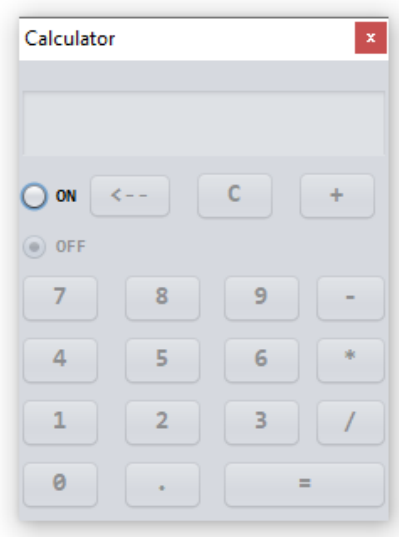 Calculator x
ON <-- C +
OFF
7 8 9 -
4 5 6 *
1 2 3 /
0 . =